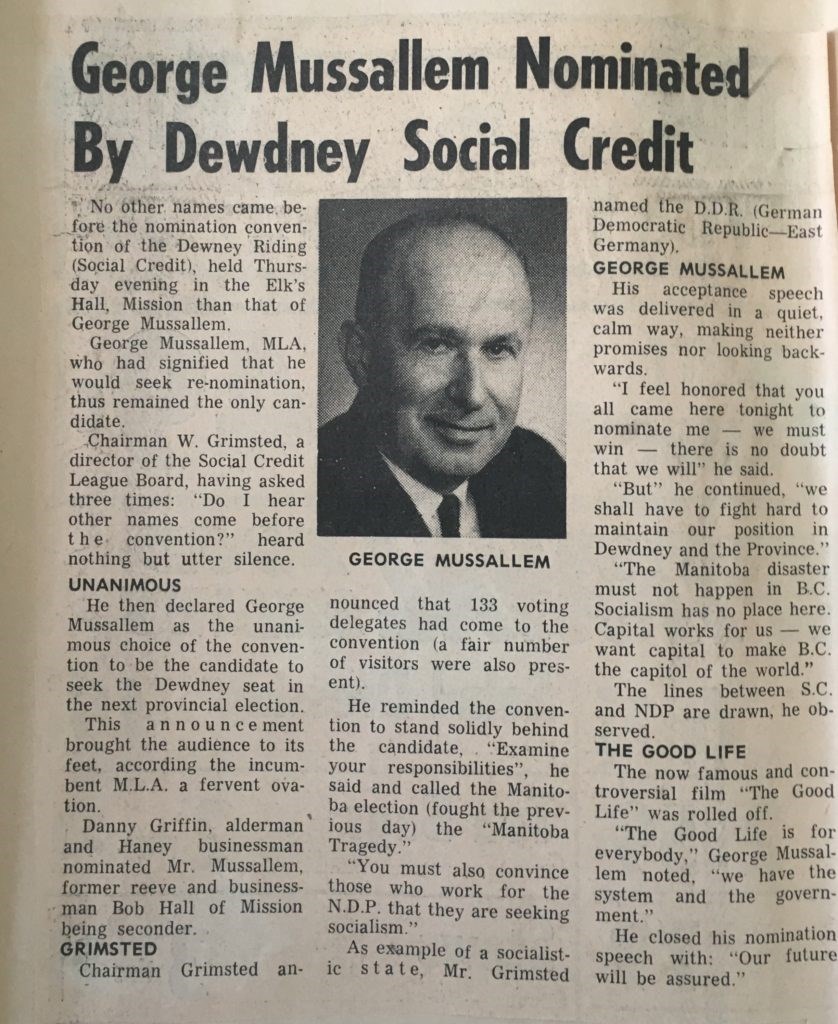 George Mussallem Nominated
By Dewdney Social Credit
No other names came be-
fore the nomination conven-
tion of the Dewney Riding
(Social Credit), held Thurs-
day evening in the Elk's
Hall, Mission than that of
George Mussallem.
George Mussallem, MLA,
who had signified that he
would seek re-nomination,
thus remained the only can-
didate.
Chairman W. Grimsted, a
director of the Social Credit
League Board, having asked
three times: "Do I hear
other names come before
the convention?" heard
nothing but utter silence.
UNANIMOUS
He then declared George
Mussallem as the unani-
mous choice of the conven-
tion to be the candidate to
seek the Dewdney seat in
the next provincial election.
This announcement
brought the audience to its
feet, according the incum-
bent M.L.A. a fervent ova-
tion.
Danny Griffin, alderman
and Haney businessman
nominated Mr. Mussallem,
former reeve and business-
man Bob Hall of Mission
being seconder.
GRIMSTED
Chairman Grimsted an-
GEORGE MUSSALLEM
nounced that 133 voting
delegates had come to the
convention (a fair number
of visitors were also pres-
ent).
He reminded the conven-
tion to stand solidly behind
the candidate, "Examine
your responsibilities", he
said and called the Manito-
ba election (fought the prev-
ious day) the "Manitoba
Tragedy."
"You must also convince
those who work for the
N.D.P. that they are seeking
socialism."
As example of a socialist-
ic state, Mr. Grimsted
named the D.D.R. (German
Democratic Republic—East
Germany).
GEORGE MUSSALLEM
His acceptance speech
was delivered in a quiet,
calm way, making neither
promises nor looking back-
wards.
"I feel honored that you
all came here tonight to
nominate me — we must
win — there is no doubt
that we will" he said.
"But" he continued, "we
shall have to fight hard to
maintain our position in
Dewdney and the Province."
"The Manitoba disaster
must not happen in B.C.
Socialism has no place here.
Capital works for us — we
want capital to make B.C.
the capitol of the world."
The lines between S.C.
and NDP are drawn, he ob-
served.
THE GOOD LIFE
The now famous and con-
troversial film "The Good
Life" was rolled off.
"The Good Life is for
everybody," George Mussal-
lem noted, "we have the
system and the govern-
ment."
He closed his nomination
speech with: "Our future
will be assured."